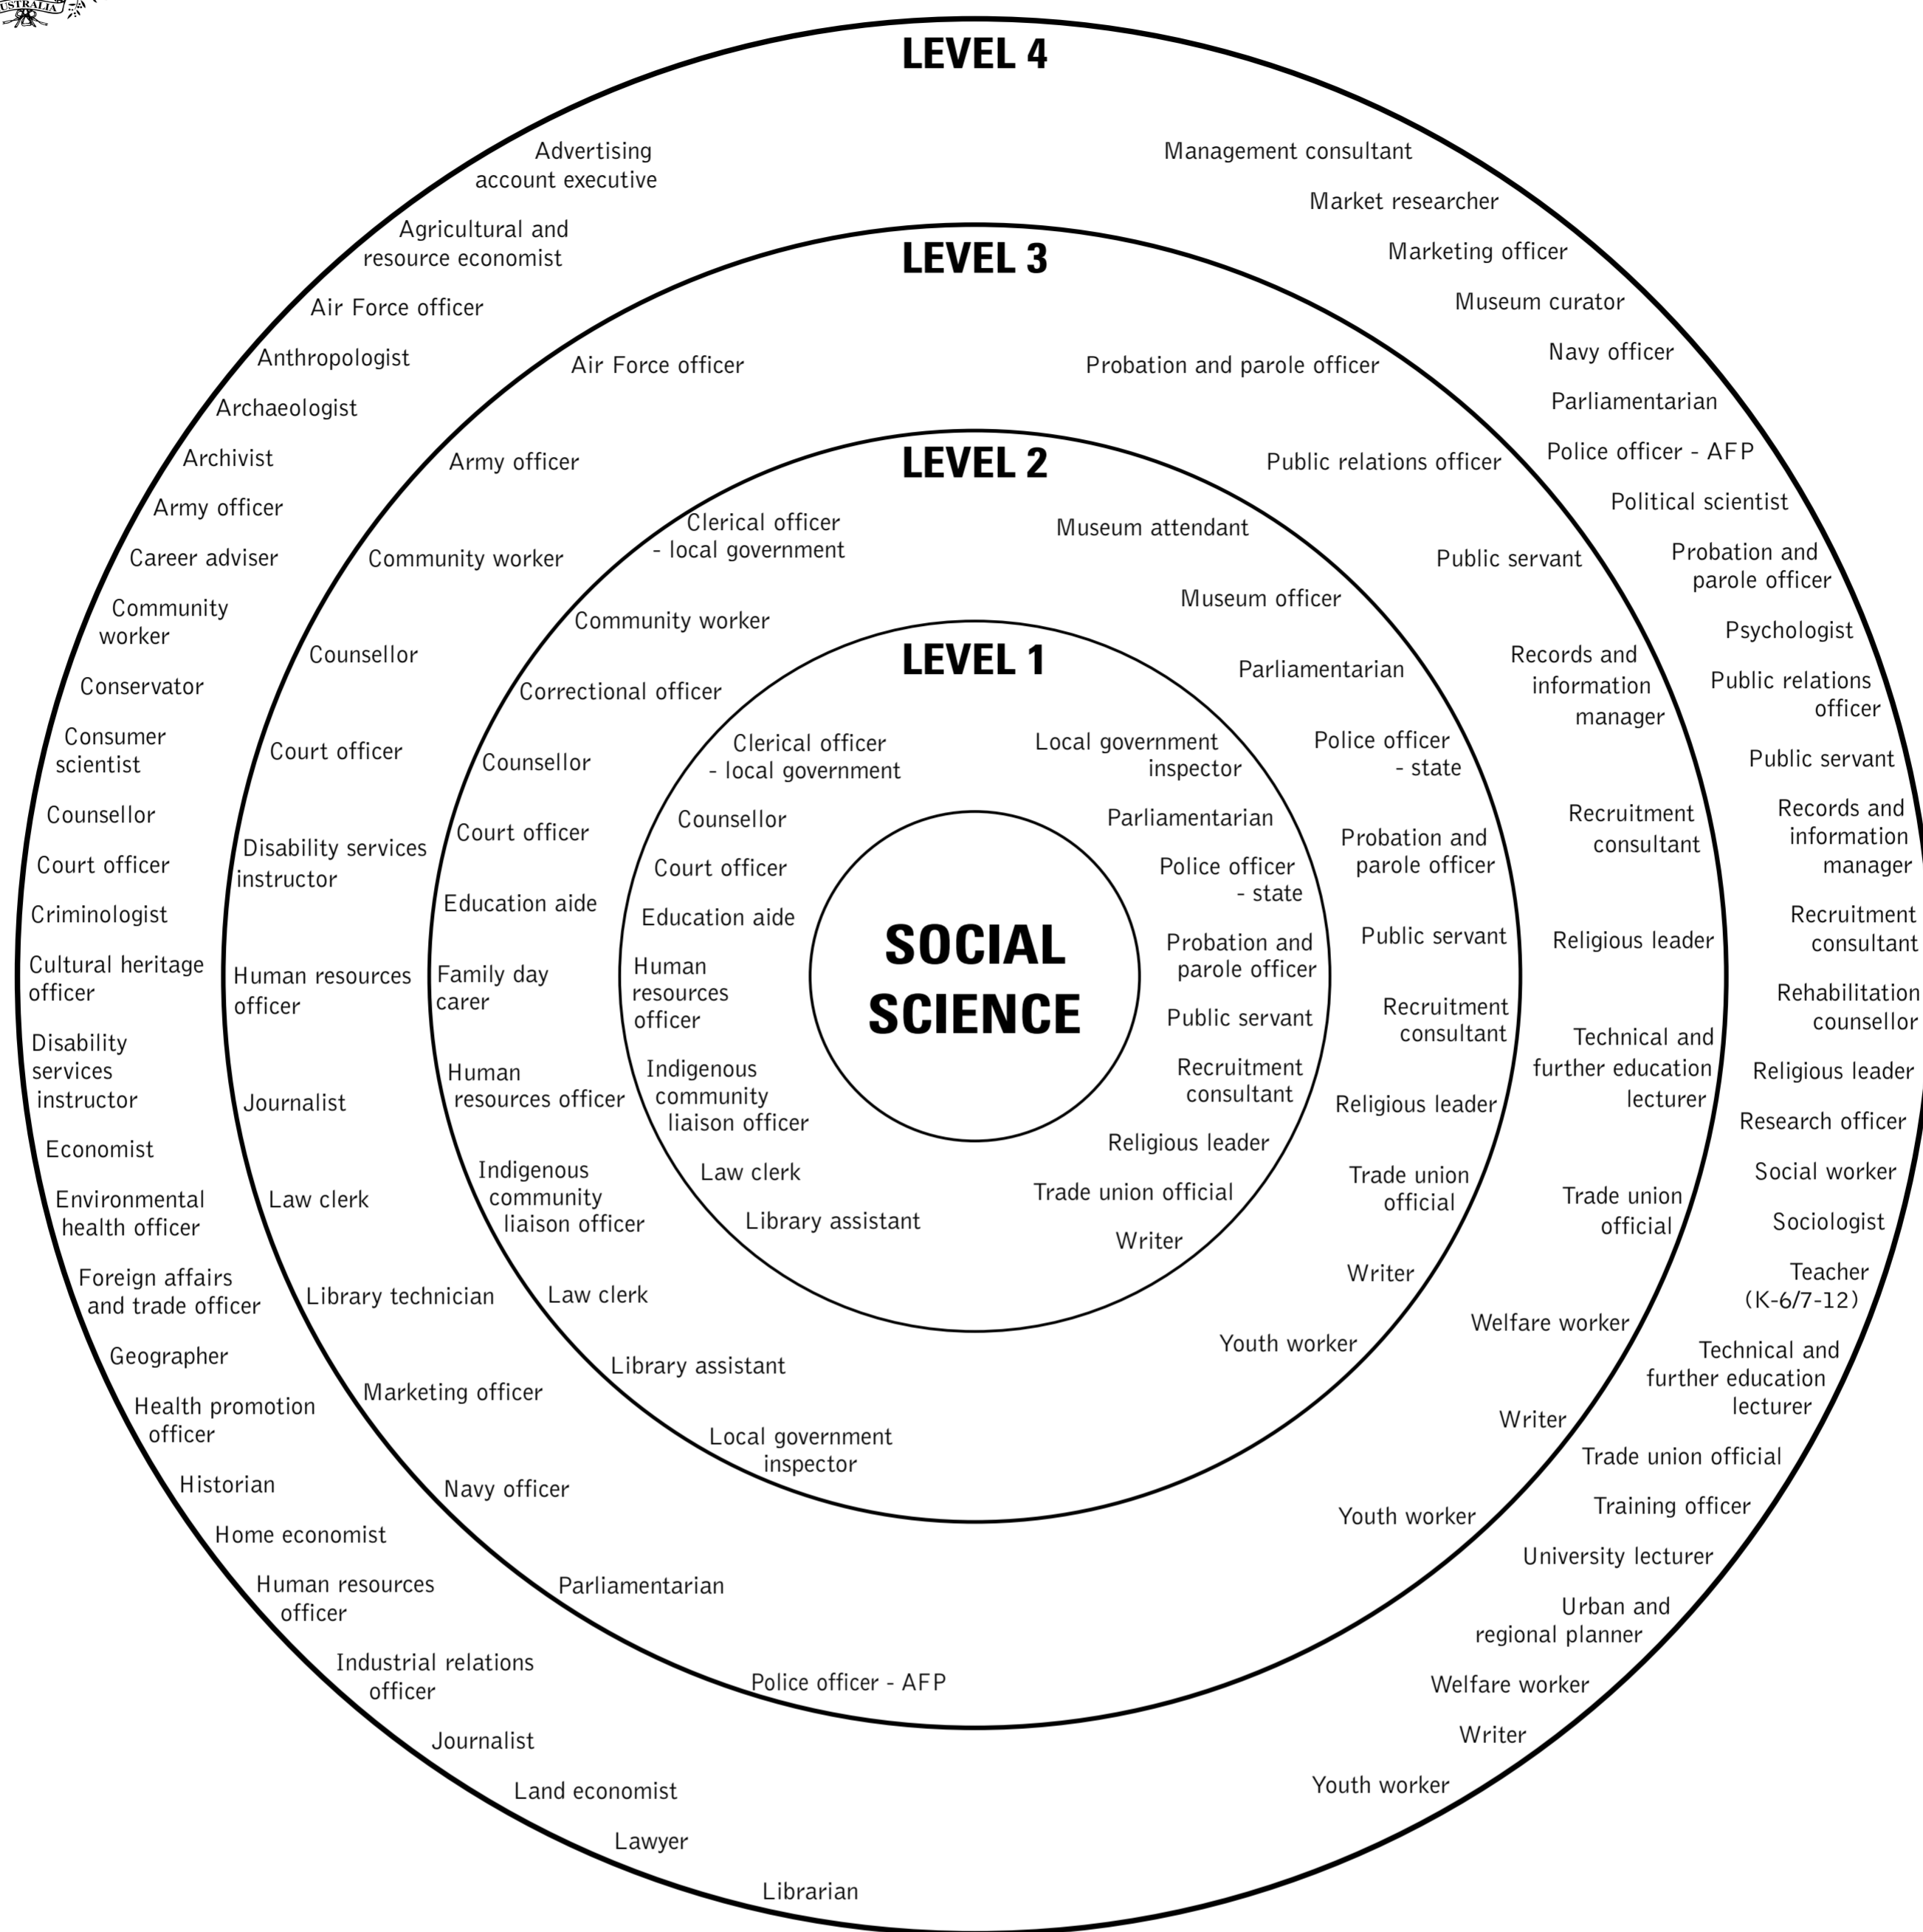 USTRALIA
LEVEL 4
Advertising
account executive
Agricultural and
resource economist
Air Force officer
Anthropologist
Archaeologist
Archivist
Army officer
Career adviser
Community
worker
Conservator
Consumer
scientist
Counsellor
Court officer
Criminologist
Cultural heritage
officer
Disability
services
instructor
Economist
Environmental
health officer
Foreign affairs
and trade officer
Geographer
Health promotion
officer
Historian
Home economist
Human resources
officer
Industrial relations
officer
Journalist
Land economist
Lawyer
Librarian
Management consultant
Market researcher
Marketing officer
Museum curator
Navy officer
Parliamentarian
Police officer - AFP
Political scientist
Probation and
parole officer
Psychologist
Public relations
officer
Public servant
Records and
information
manager
Recruitment
consultant
Rehabilitation
counsellor
Religious leader
Research officer
Social worker
Sociologist
Teacher
(K-6/7-12)
Technical and
further education
lecturer
Trade union official
Training officer
University lecturer
Urban and
regional planner
Welfare worker
Writer
Youth worker
LEVEL 3
Air Force officer
Army officer
Community worker
Counsellor
Court officer
Disability services
instructor
Human resources
officer
Journalist
Law clerk
Library technician
Marketing officer
Navy officer
Parliamentarian
Police officer - AFP
Probation and parole officer
Public relations officer
Public servant
Records and
information
manager
Recruitment
consultant
Religious leader
Technical and
further education
lecturer
Trade union
official
Welfare worker
Writer
Youth worker
LEVEL 2
Clerical officer
- local government
Community worker
Correctional officer
Counsellor
Court officer
Education aide
Family day
carer
Human
resources officer
Indigenous
community
liaison officer
Law clerk
Library assistant
Local government
inspector
Museum attendant
Museum officer
Parliamentarian
Police officer
- state
Probation and
parole officer
Public servant
Recruitment
consultant
Religious leader
Trade union
official
Writer
Youth worker
LEVEL 1
Clerical officer
- local government
Counsellor
Court officer
Education aide
Human
resources
officer
Indigenous
community
liaison officer
Law clerk
Library assistant
Local government
inspector
Parliamentarian
Police officer
- state
Probation and
parole officer
Public servant
Recruitment
consultant
Religious leader
Trade union official
Writer
SOCIAL
SCIENCE